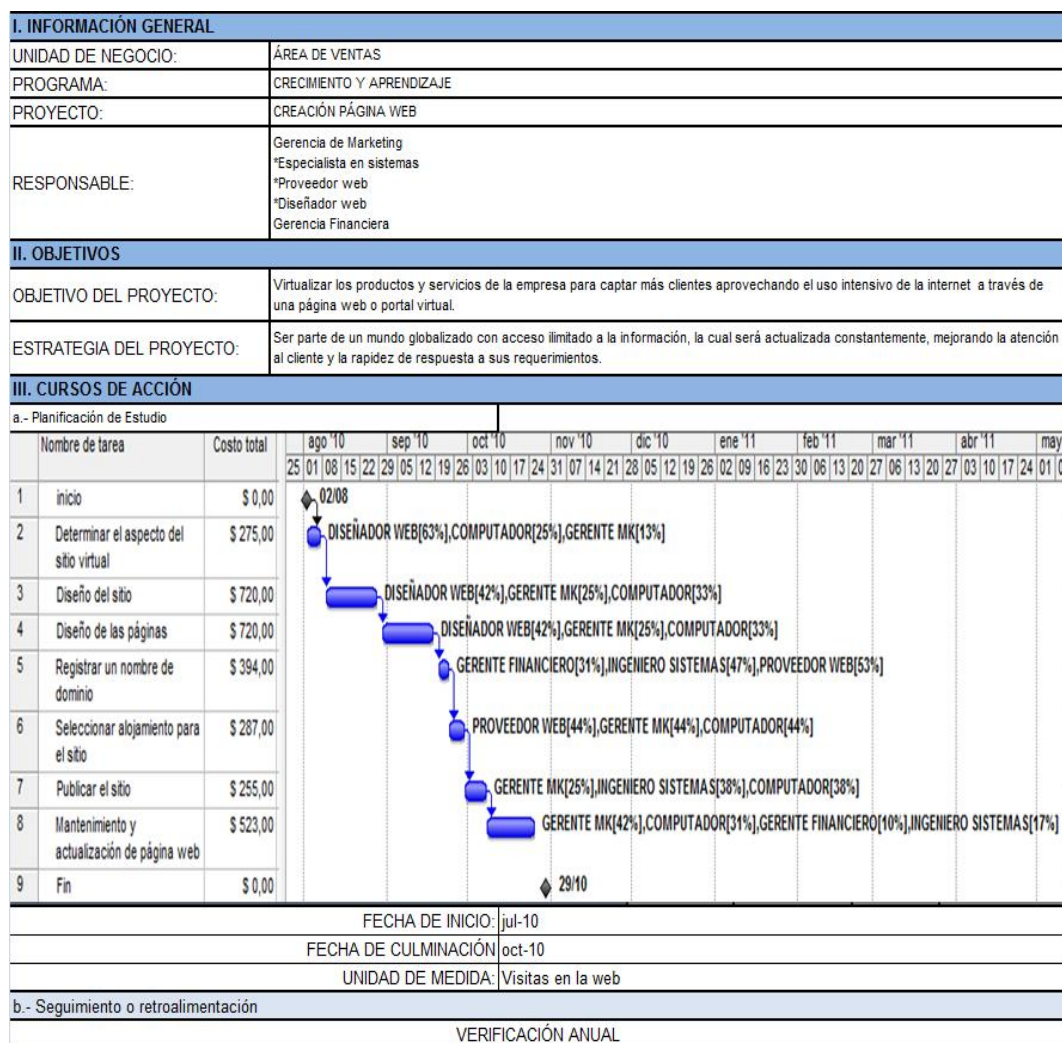 I. INFORMACIÓN GENERAL
UNIDAD DE NEGOCIO: ÁREA DE VENTAS
PROGRAMA: CRECIMIENTO Y APRENDIZAJE
PROYECTO: CREACIÓN PÁGINA WEB
RESPONSABLE:
Gerencia de Marketing
*Especialista en sistemas
*Proveedor web
*Diseñador web
Gerencia Financiera
II. OBJETIVOS
OBJETIVO DEL PROYECTO:
Virtualizar los productos y servicios de la empresa para captar más clientes aprovechando el uso intensivo de la internet a través de
una página web o portal virtual.
ESTRATEGIA DEL PROYECTO:
Ser parte de un mundo globalizado con acceso ilimitado a la información, la cual será actualizada constantemente, mejorando la atención
al cliente y la rapidez de respuesta a sus requerimientos.
III. CURSOS DE ACCIÓN
a.- Planificación de Estudio
Nombre de tarea Costo total ago '10 sep '10 oct '10 nov '10 dic '10 ene '11 feb '11 mar '11 abr '11 may
25 01 08 15 22 29 05 12 19 26 03 10 17 24 31 07 14 21 28 05 12 19 26 02 09 16 23 30 06 13 20 27 06 13 20 27 03 10 17 24 01
1 inicio $ 0,00 02/08
2 Determinar el aspecto del $ 275,00 DISEÑADOR WEB[63%],COMPUTADOR[25%],GERENTE MK[13%]
sitio virtual
3 Diseño del sitio $ 720,00 DISEÑADOR WEB[42%],GERENTE MK[25%],COMPUTADOR[33%]
4 Diseño de las páginas $ 720,00 DISEÑADOR WEB[42%],GERENTE MK[25%],COMPUTADOR[33%]
5 Registrar un nombre de $ 394,00 GERENTE FINANCIERO[31%],INGENIERO SISTEMAS[47%],PROVEEDOR WEB[53%]
dominio
6 Seleccionar alojamiento para $ 287,00 PROVEEDOR WEB[44%],GERENTE MK[44%],COMPUTADOR[44%]
el sitio
7 Publicar el sitio $ 255,00 GERENTE MK[25%],INGENIERO SISTEMAS[38%],COMPUTADOR[38%]
8 Mantenimiento y $ 523,00 GERENTE MK[42%],COMPUTADOR[31%],GERENTE FINANCIERO[10%],INGENIERO SISTEMAS[17%]
actualización de página web
9 Fin $ 0,00 29/10
FECHA DE INICIO: jul-10
FECHA DE CULMINACIÓN oct-10
UNIDAD DE MEDIDA: Visitas en la web
b.- Seguimiento o retroalimentación
VERIFICACIÓN ANUAL